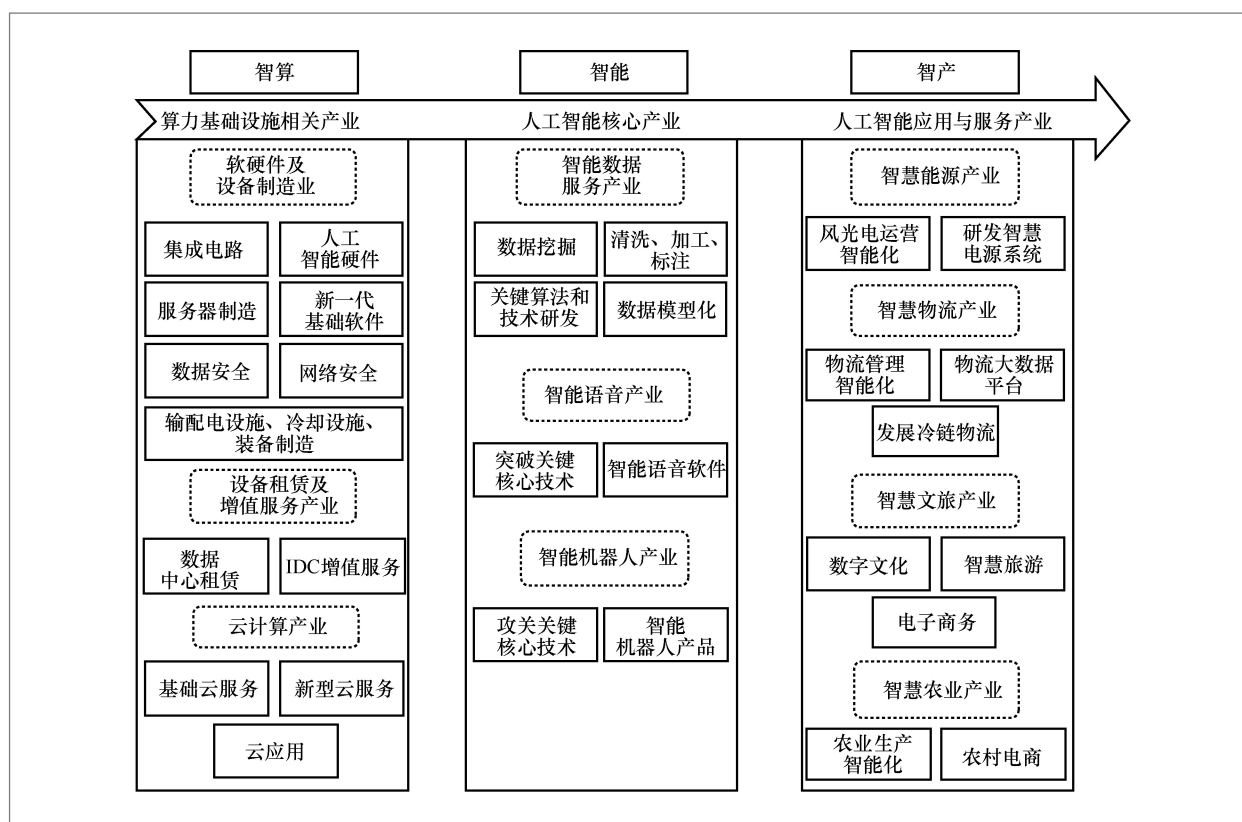 智算
智能
智产
算力基础设施相关产业
人工智能核心产业
人工智能应用与服务产业
软硬件及
设备制造业
集成电路
人工
智能硬件
服务器制造
新一代
基础软件
数据安全
网络安全
输配电设施、冷却设施、
装备制造
设备租赁及
增值服务产业
数据
中心租赁
IDC增值服务
云计算产业
基础云服务
新型云服务
云应用
智能数据
服务产业
数据挖掘
清洗、加工、
标注
关键算法和
技术研发
数据模型化
智能语音产业
突破关键
核心技术
智能语音软件
智能机器人产业
攻关关键
核心技术
智能
机器人产品
智慧能源产业
风光电运营
智能化
研发智慧
电源系统
智慧物流产业
物流管理
智能化
物流大数据
平台
发展冷链物流
智慧文旅产业
数字文化
智慧旅游
电子商务
智慧农业产业
农业生产
智能化
农村电商